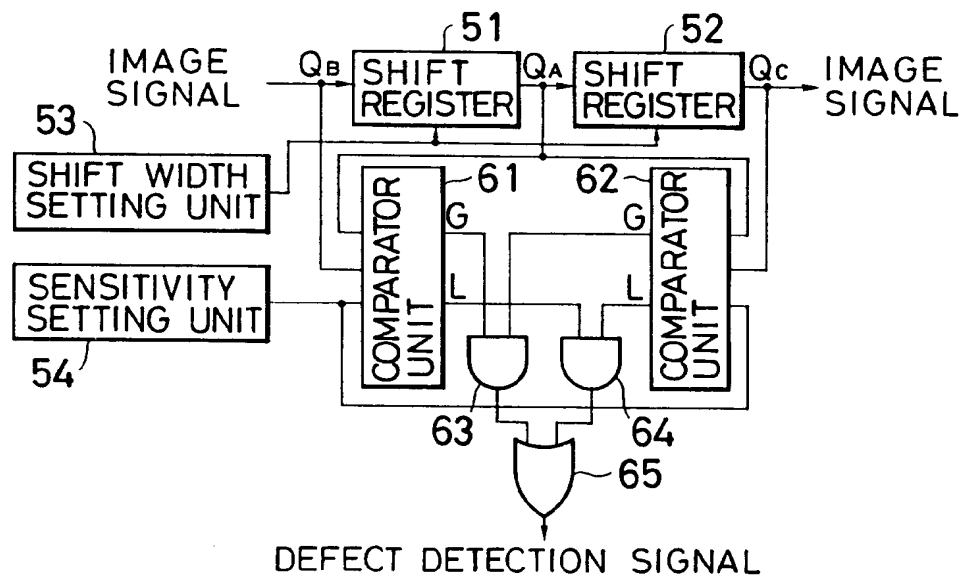 51
52
IMAGE
SIGNAL
QB
SHIFT
REGISTER
QA
SHIFT
REGISTER
QC
IMAGE
SIGNAL
53
SHIFT WIDTH
SETTING UNIT
61
62
COMPARATOR
UNIT
G
G
COMPARATOR
UNIT
L
L
SENSITIVITY
SETTING UNIT
54
63
64
65
DEFECT DETECTION SIGNAL